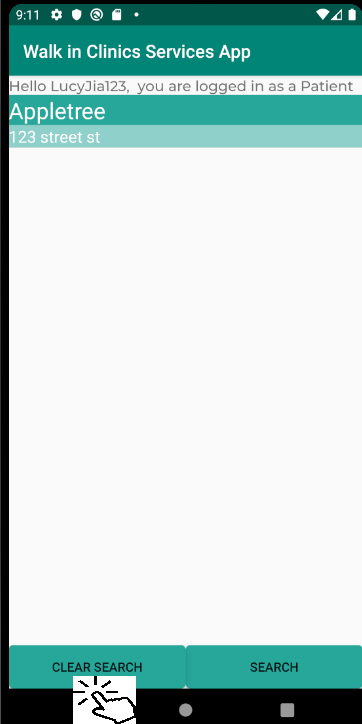 9:11
Walk in Clinics Services App
Hello LucyJia123, you are logged in as a Patient
Appletree
123 street st
CLEAR SEARCH
SEARCH